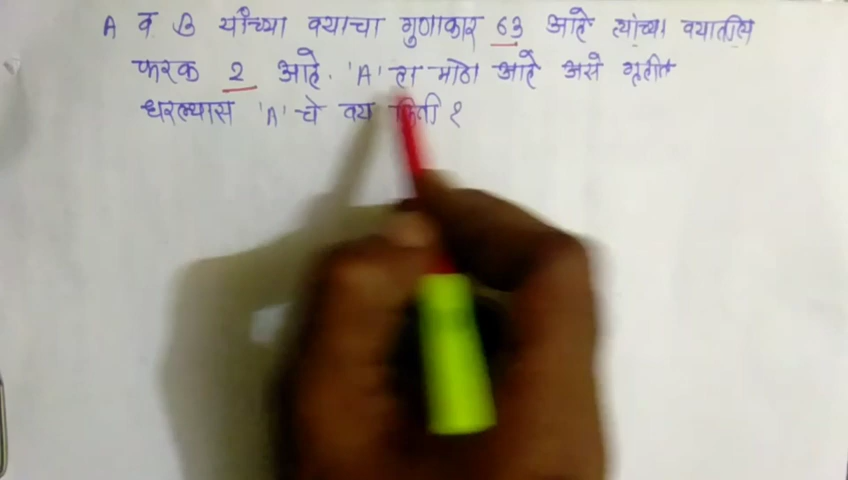 A व B यांच्या वयाचा गुणाकार 63 आहे त्यांच्या वयातील
फरक 2 आहे. 'A' हा मोठा आहे असे गृहीत
धरल्यास 'A' चे वय किती ?